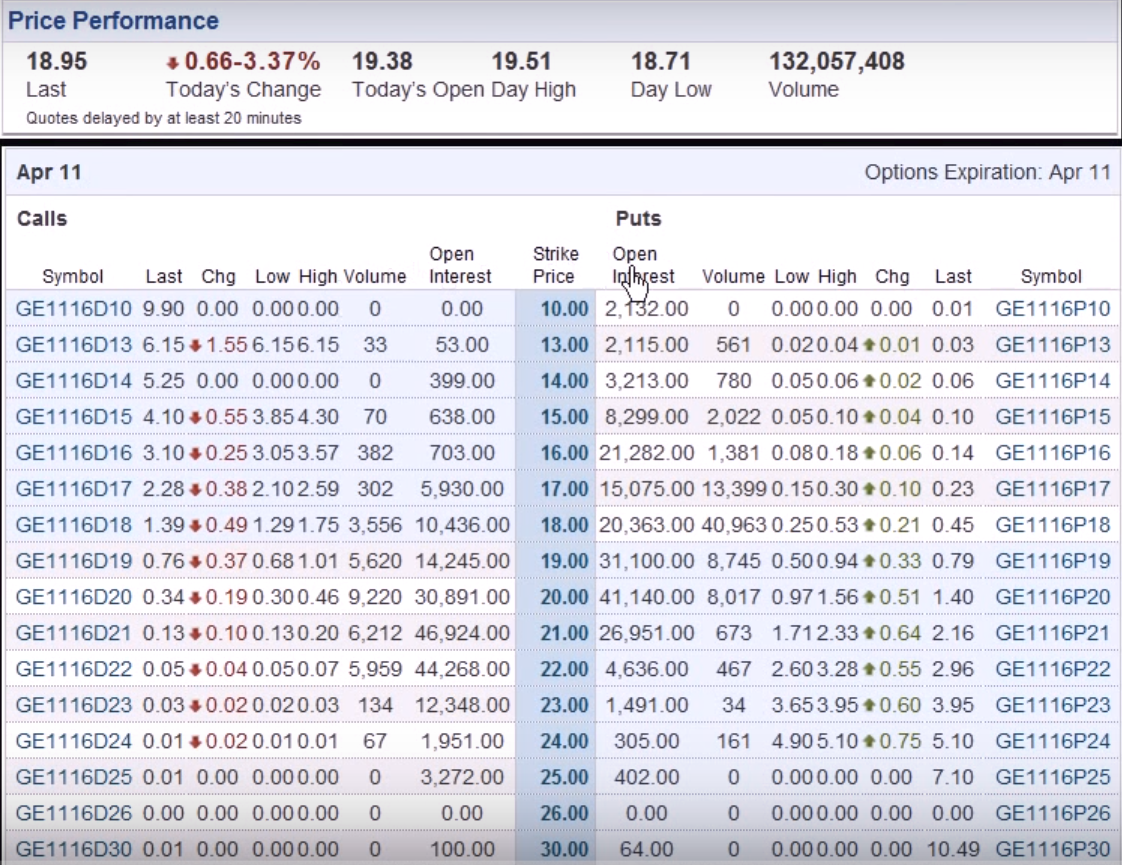 Price Performance
18.95 0.66-3.37% 19.38 19.51 18.71 132,057,408
Last Today's Change Today's Open Day High Day Low Volume
Quotes delayed by at least 20 minutes
Apr 11 Options Expiration: Apr 11
Calls Puts
Open Strike Open
Symbol Last Chg Low High Volume Interest Price Interest Volume Low High Chg Last Symbol
GE1116D10 9.90 0.00 0.00 0.00 0 0.00 10.00 2,132.00 0 0.00 0.00 0.00 0.01 GE1116P10
GE1116D13 6.15 1.55 6.15 6.15 33 53.00 13.00 2,115.00 561 0.02 0.04 0.01 0.03 GE1116P13
GE1116D14 5.25 0.00 0.00 0.00 0 399.00 14.00 3,213.00 780 0.05 0.06 0.02 0.06 GE1116P14
GE1116D15 4.10 0.55 3.85 4.30 70 638.00 15.00 8,299.00 2,022 0.05 0.10 0.04 0.10 GE1116P15
GE1116D16 3.10 0.25 3.05 3.57 382 703.00 16.00 21,282.00 1,381 0.08 0.18 0.06 0.14 GE1116P16
GE1116D17 2.28 0.38 2.10 2.59 302 5,930.00 17.00 15,075.00 13,399 0.15 0.30 0.10 0.23 GE1116P17
GE1116D18 1.39 0.49 1.29 1.75 3,556 10,436.00 18.00 20,363.00 40,963 0.25 0.53 0.21 0.45 GE1116P18
GE1116D19 0.76 0.37 0.68 1.01 5,620 14,245.00 19.00 31,100.00 8,745 0.50 0.94 0.33 0.79 GE1116P19
GE1116D20 0.34 0.19 0.30 0.46 9,220 30,891.00 20.00 41,140.00 8,017 0.97 1.56 0.51 1.40 GE1116P20
GE1116D21 0.13 0.10 0.13 0.20 6,212 46,924.00 21.00 26,951.00 673 1.71 2.33 0.64 2.16 GE1116P21
GE1116D22 0.05 0.04 0.05 0.07 5,959 44,268.00 22.00 4,636.00 467 2.60 3.28 0.55 2.96 GE1116P22
GE1116D23 0.03 0.02 0.02 0.03 134 12,348.00 23.00 1,491.00 34 3.65 3.95 0.60 3.95 GE1116P23
GE1116D24 0.01 0.02 0.01 0.01 67 1,951.00 24.00 305.00 161 4.90 5.10 0.75 5.10 GE1116P24
GE1116D25 0.01 0.00 0.00 0.00 0 3,272.00 25.00 402.00 0 0.00 0.00 0.00 7.10 GE1116P25
GE1116D26 0.00 0.00 0.00 0.00 0 0.00 26.00 0.00 0 0.00 0.00 0.00 0.00 GE1116P26
GE1116D30 0.01 0.00 0.00 0.00 0 100.00 30.00 64.00 0 0.00 0.00 0.00 10.49 GE1116P30